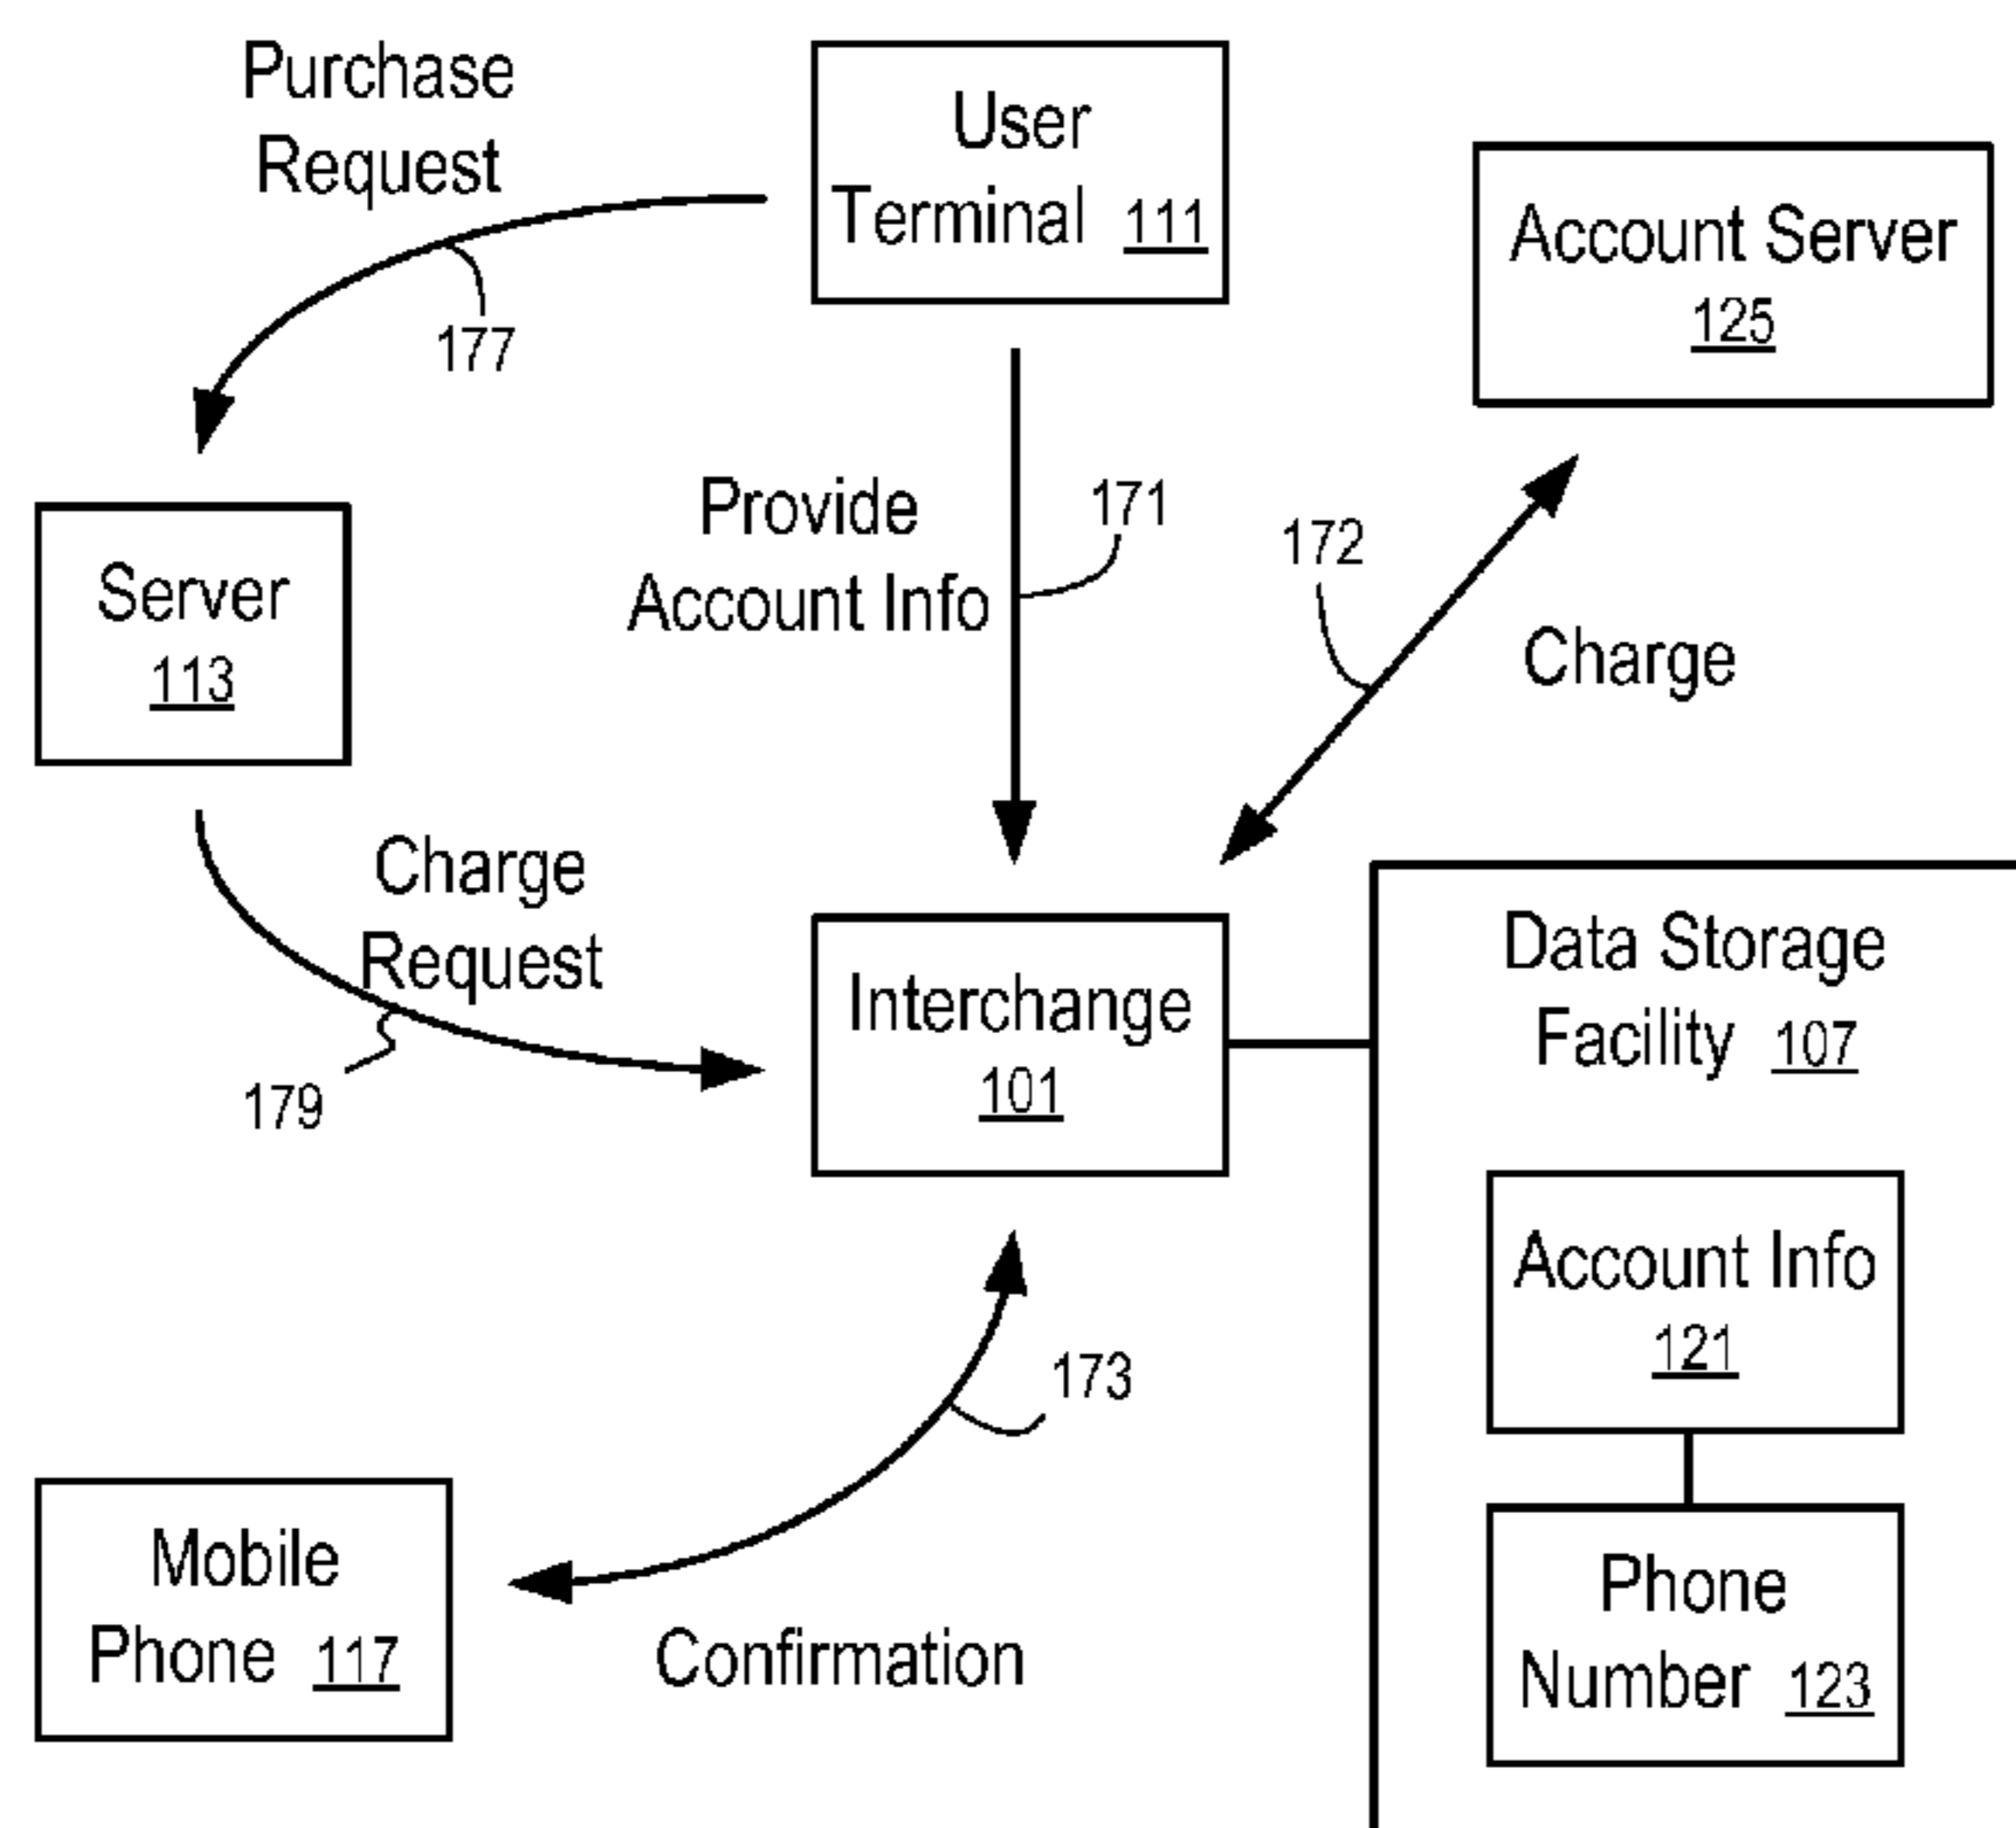 Purchase
Request
177
User
Terminal 111
Account Server
125
Server
113
Provide
Account Info
171
172
Charge
Charge
Request
179
Interchange
101
Data Storage
Facility 107
Account Info
121
Phone
Number 123
173
Mobile
Phone 117
Confirmation